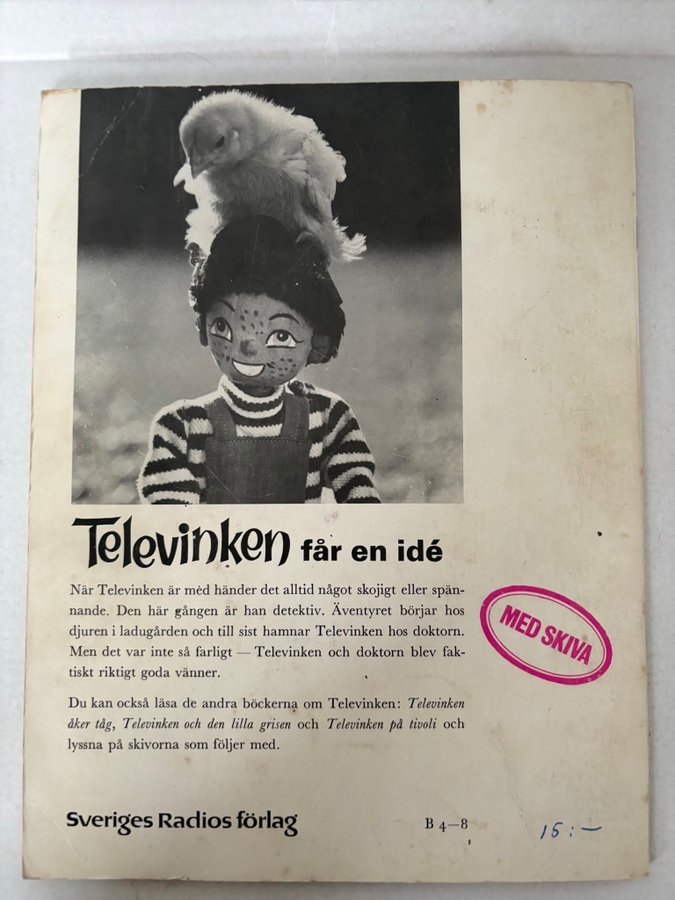 Televinken får en idé
När Televinken är med händer det alltid något skojigt eller spän-
nande. Den här gången är han detektiv. Äventyret börjar hos
djuren i ladugården och till sist hamnar Televinken hos doktorn.
Men det var inte så farligt — Televinken och doktorn blev fak-
tiskt riktigt goda vänner.
MED SKIVA
Du kan också läsa de andra böckerna om Televinken: Televinken
åker tåg, Televinken och den lilla grisen och Televinken på tivoli och
lyssna på skivorna som följer med.
Sveriges Radios förlag
B 4—8
15:—